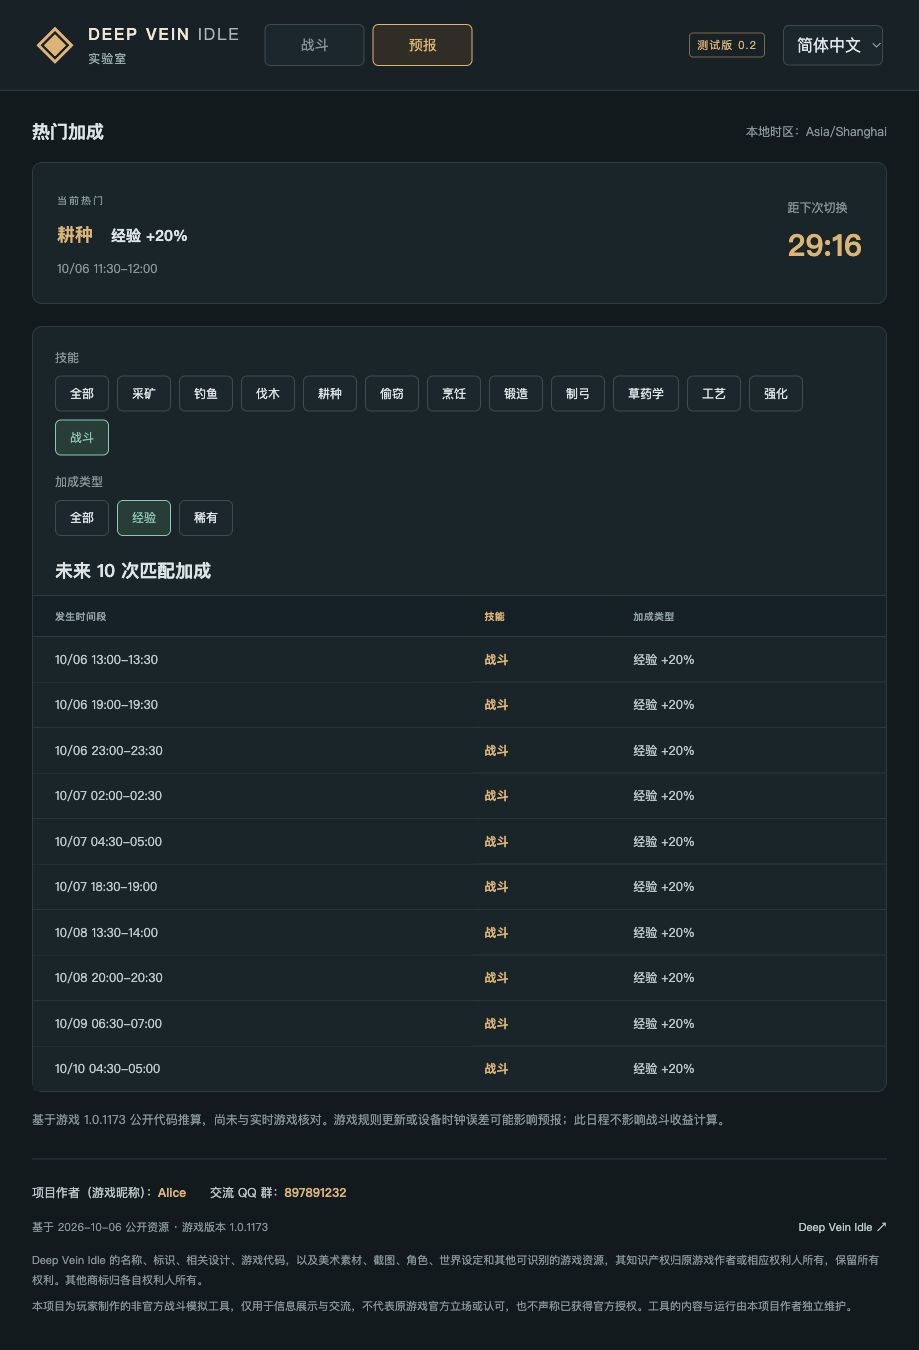 DEEP VEIN IDLE
实验室
战斗
预报
测试版 0.2
简体中文
热门加成
本地时区：Asia/Shanghai
当前热门
耕种 经验 +20%
10/06 11:30–12:00
距下次切换
29:16
技能
全部 采矿 钓鱼 伐木 耕种 偷窃 烹饪 锻造 制弓 草药学 工艺 强化
战斗
加成类型
全部 经验 稀有
未来 10 次匹配加成
发生时间段 技能 加成类型
10/06 13:00–13:30 战斗 经验 +20%
10/06 19:00–19:30 战斗 经验 +20%
10/06 23:00–23:30 战斗 经验 +20%
10/07 02:00–02:30 战斗 经验 +20%
10/07 04:30–05:00 战斗 经验 +20%
10/07 18:30–19:00 战斗 经验 +20%
10/08 13:30–14:00 战斗 经验 +20%
10/08 20:00–20:30 战斗 经验 +20%
10/09 06:30–07:00 战斗 经验 +20%
10/10 04:30–05:00 战斗 经验 +20%
基于游戏 1.0.1173 公开代码推算，尚未与实时游戏核对。游戏规则更新或设备时钟误差可能影响预报；此日程不影响战斗收益计算。
项目作者（游戏昵称）：Alice 交流 QQ 群：897891232
基于 2026-10-06 公开资源 · 游戏版本 1.0.1173
Deep Vein Idle ↗
Deep Vein Idle 的名称、标识、相关设计、游戏代码，以及美术素材、截图、角色、世界设定和其他可识别的游戏资源，其知识产权归原游戏作者或相应权利人所有，保留所有
权利。其他商标归各自权利人所有。
本项目为玩家制作的非官方战斗模拟工具，仅用于信息展示与交流，不代表原游戏官方立场或认可，也不声称已获得官方授权。工具的内容与运行由本项目作者独立维护。